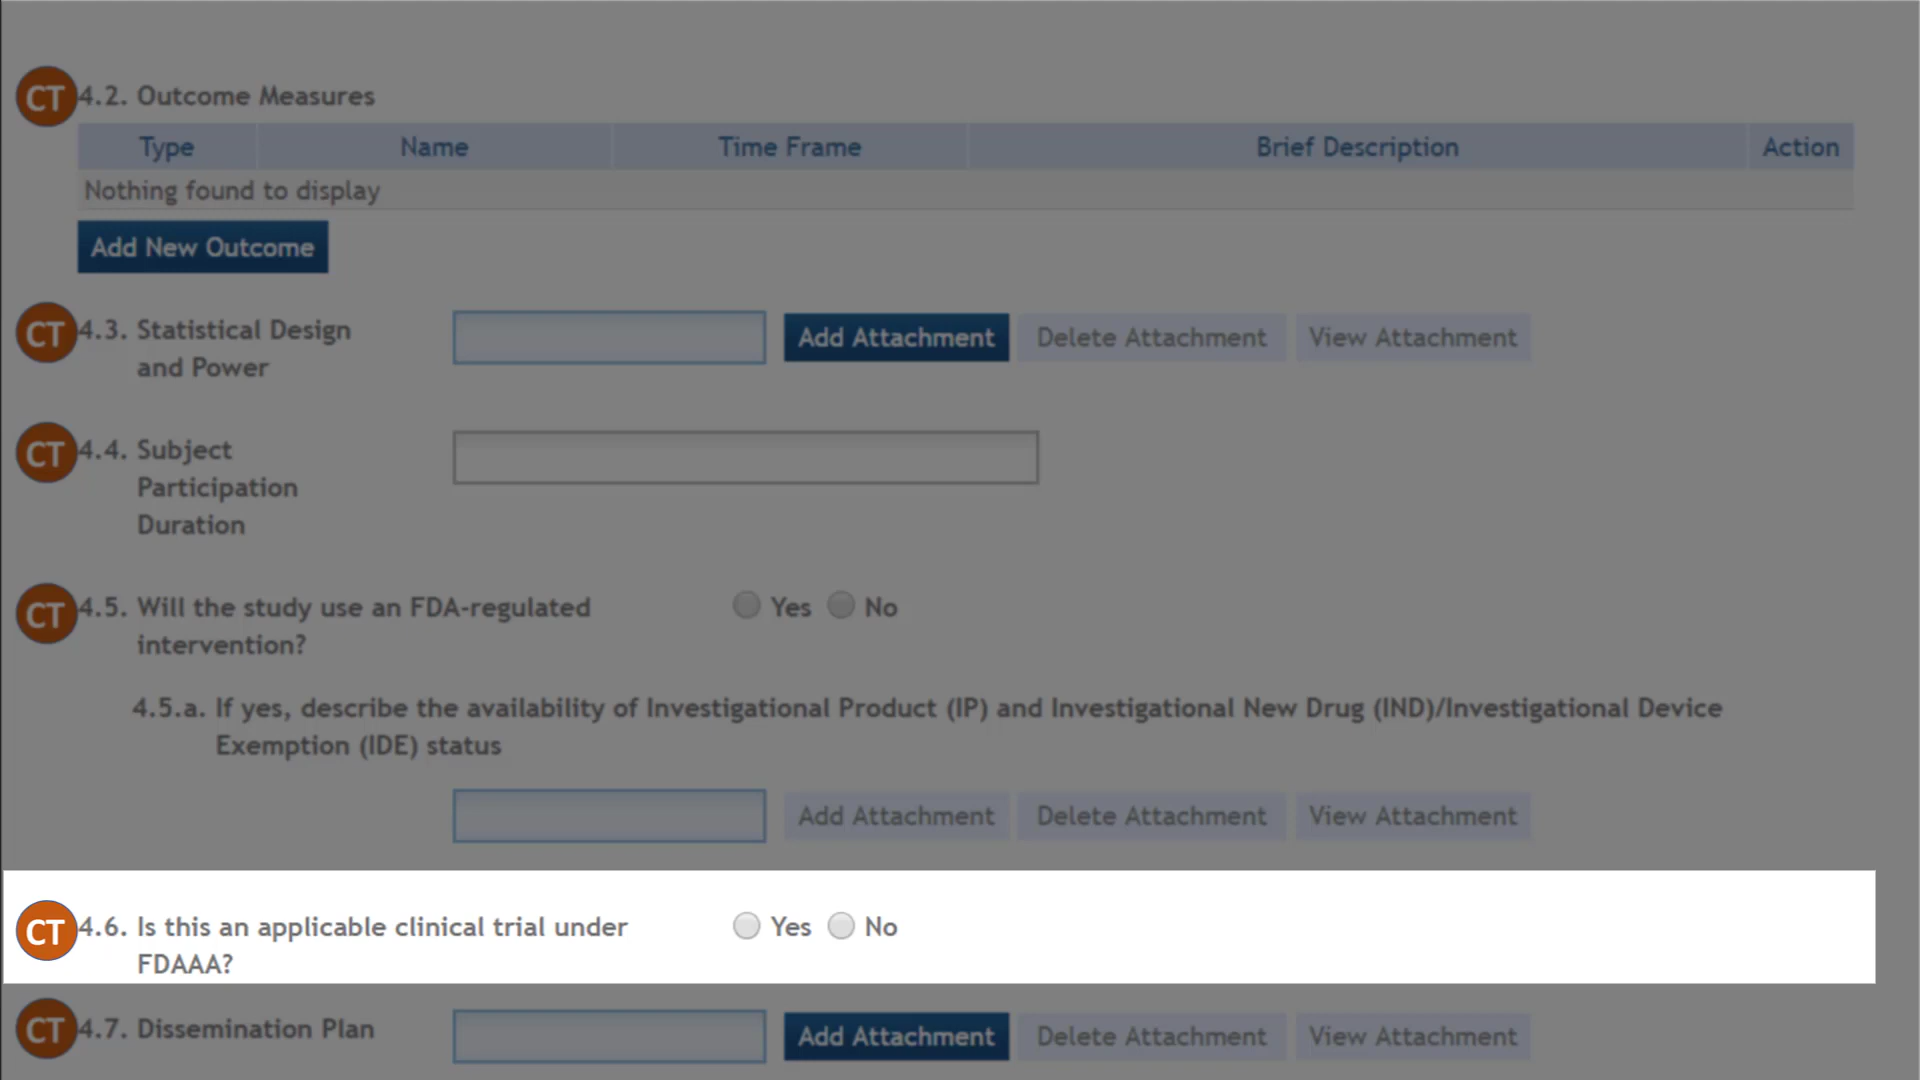 CT 4.2. Outcome Measures
Type Name Time Frame Brief Description Action
Nothing found to display
Add New Outcome
CT 4.3. Statistical Design Add Attachment Delete Attachment View Attachment
and Power
CT 4.4. Subject
Participation
Duration
CT 4.5. Will the study use an FDA-regulated Yes No
intervention?
4.5.a. If yes, describe the availability of Investigational Product (IP) and Investigational New Drug (IND)/Investigational Device
Exemption (IDE) status
Add Attachment Delete Attachment View Attachment
CT 4.6. Is this an applicable clinical trial under Yes No
FDAAA?
CT 4.7. Dissemination Plan Add Attachment Delete Attachment View Attachment